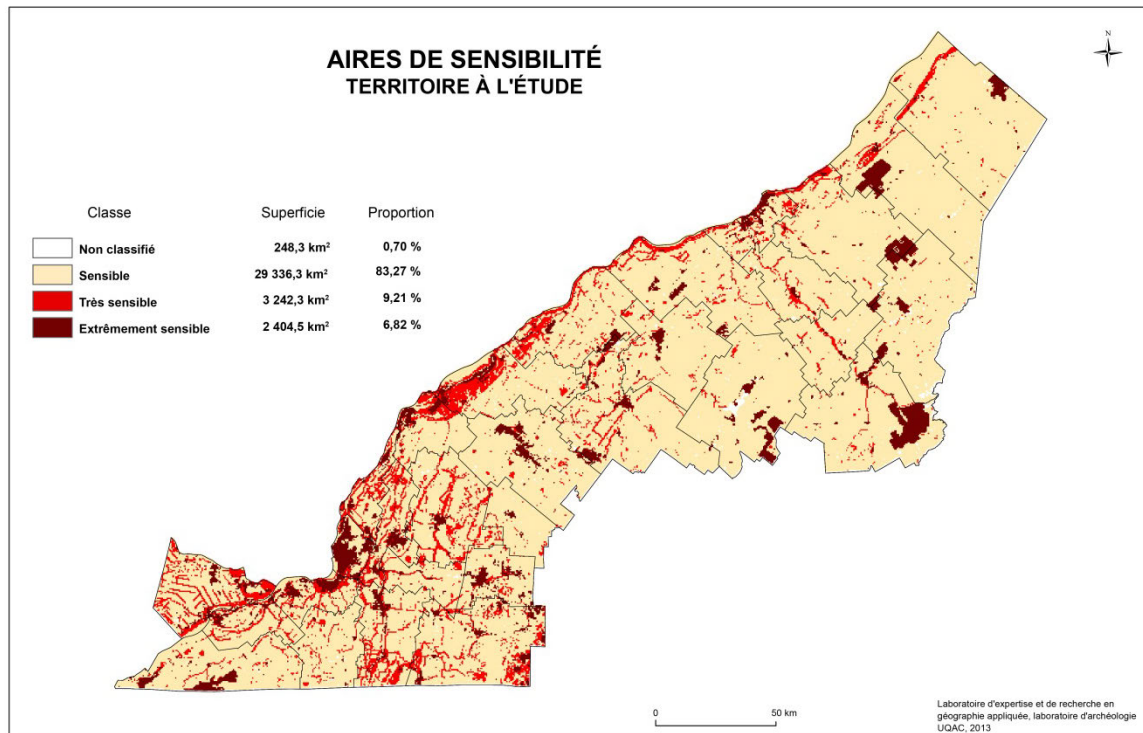 AIRES DE SENSIBILITÉ
TERRITOIRE À L'ÉTUDE
N
Classe Superficie Proportion
Non classifié 248,3 km² 0,70 %
Sensible 29 336,3 km² 83,27 %
Très sensible 3 242,3 km² 9,21 %
Extrêmement sensible 2 404,5 km² 6,82 %
0 50 km
Laboratoire d'expertise et de recherche en
géographie appliquée, laboratoire d'archéologie
UQAC, 2013